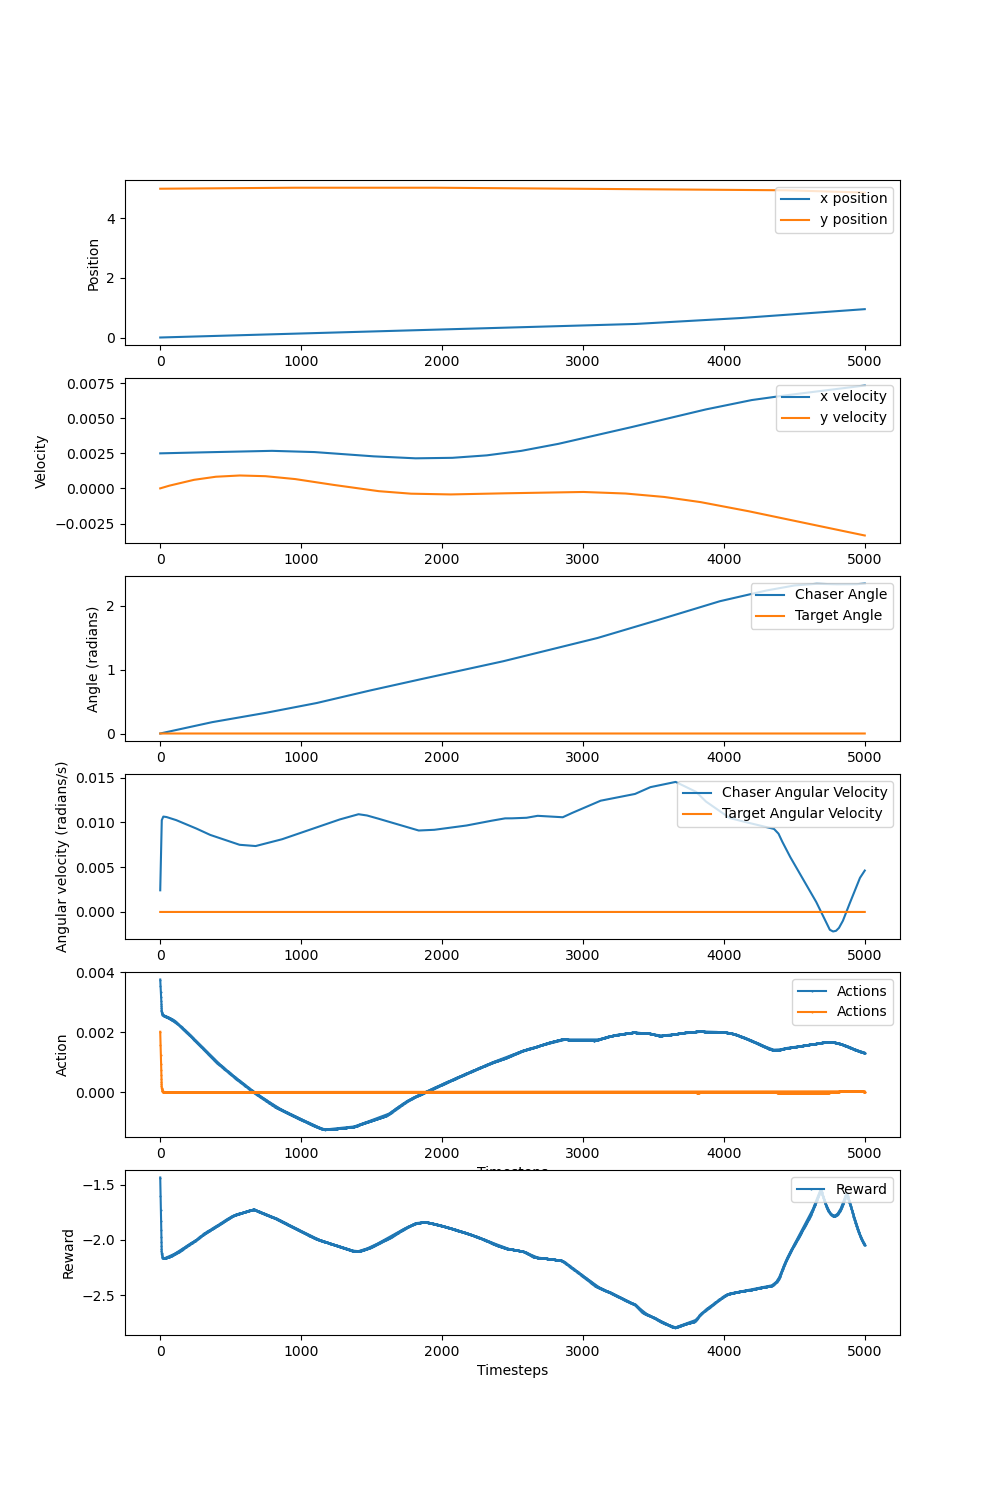 Position
4
2
0
x position
y position
0 1000 2000 3000 4000 5000
Velocity
0.0075
0.0050
0.0025
0.0000
−0.0025
x velocity
y velocity
0 1000 2000 3000 4000 5000
Angle (radians)
2
1
0
Chaser Angle
Target Angle
0 1000 2000 3000 4000 5000
Angular velocity (radians/s)
0.015
0.010
0.005
0.000
Chaser Angular Velocity
Target Angular Velocity
0 1000 2000 3000 4000 5000
Action
0.004
0.002
0.000
Actions
Actions
0 1000 2000 3000 4000 5000
Timesteps
Reward
−1.5
−2.0
−2.5
Reward
0 1000 2000 3000 4000 5000
Timesteps